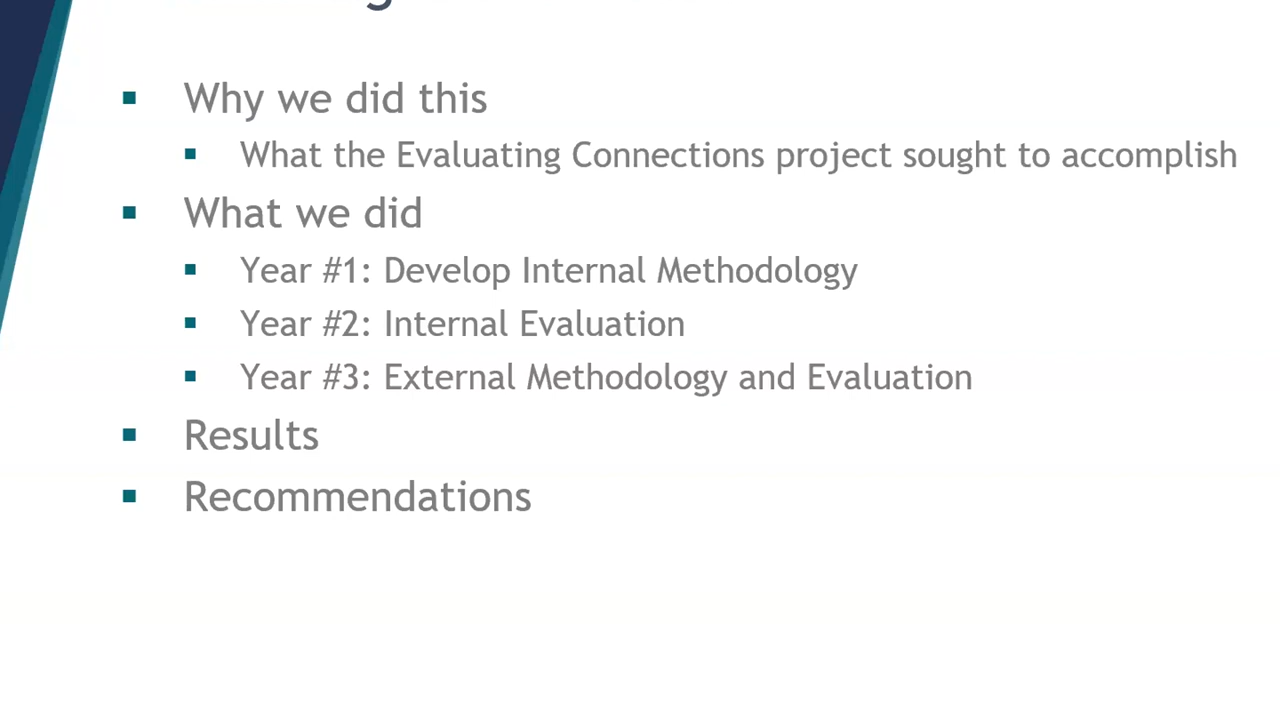 Why we did this
What the Evaluating Connections project sought to accomplish
What we did
Year #1: Develop Internal Methodology
Year #2: Internal Evaluation
Year #3: External Methodology and Evaluation
Results
Recommendations